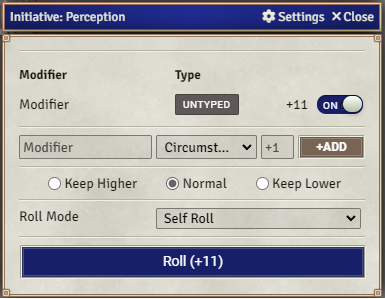 Initiative: Perception Settings Close
Modifier Type
Modifier UNTYPED +11 ON
Modifier Circumst... +1 +ADD
Keep Higher Normal Keep Lower
Roll Mode Self Roll
Roll (+11)